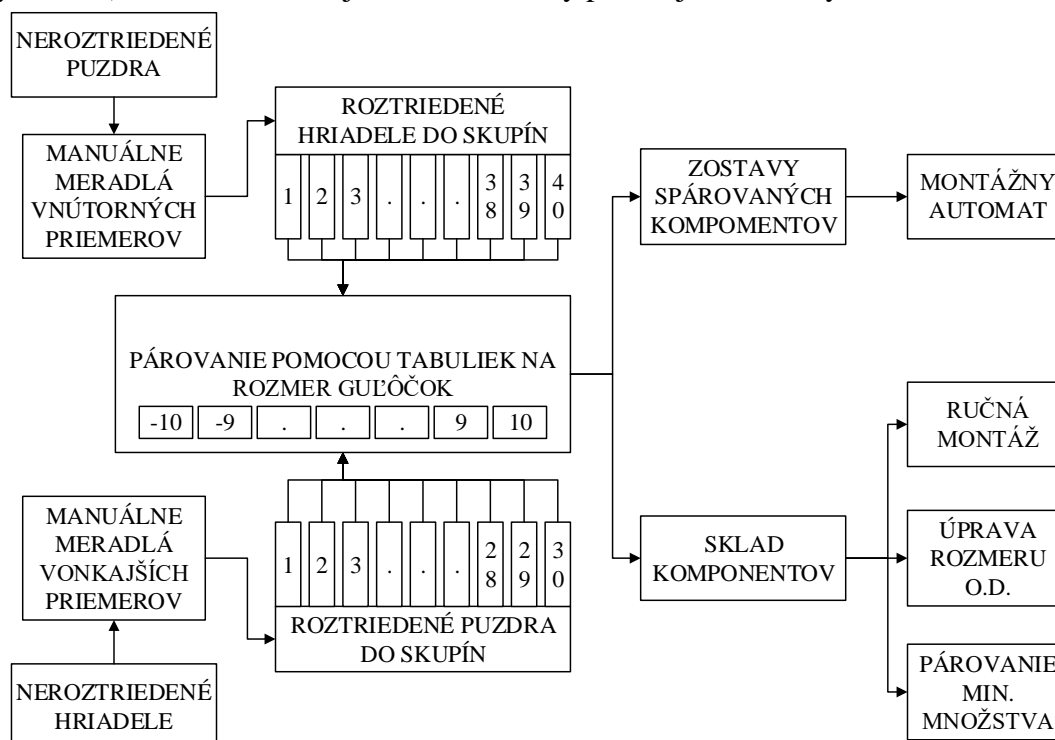 NEROZTRIEDENÉ
PUZDRA
MANUÁLNE
MERADLÁ
VNÚTORNÝCH
PRIEMEROV
ROZTRIEDENÉ
HRIADELE DO SKUPÍN
1 2 3 . . . 38 39 40
ZOSTAVY
SPÁROVANÝCH
KOMPOMENTOV
MONTÁŽNY
AUTOMAT
PÁROVANIE POMOCOU TABULIEK NA
ROZMER GUĽÔČOK
-10 -9 . . . 9 10
RUČNÁ
MONTÁŽ
MANUÁLNE
MERADLÁ
VONKAJŠÍCH
PRIEMEROV
1 2 3 . . . 28 29 30
ROZTRIEDENÉ PUZDRA
DO SKUPÍN
SKLAD
KOMPONENTOV
ÚPRAVA
ROZMERU
O.D.
NEROZTRIEDENÉ
HRIADELE
PÁROVANIE
MIN.
MNOŽSTVA